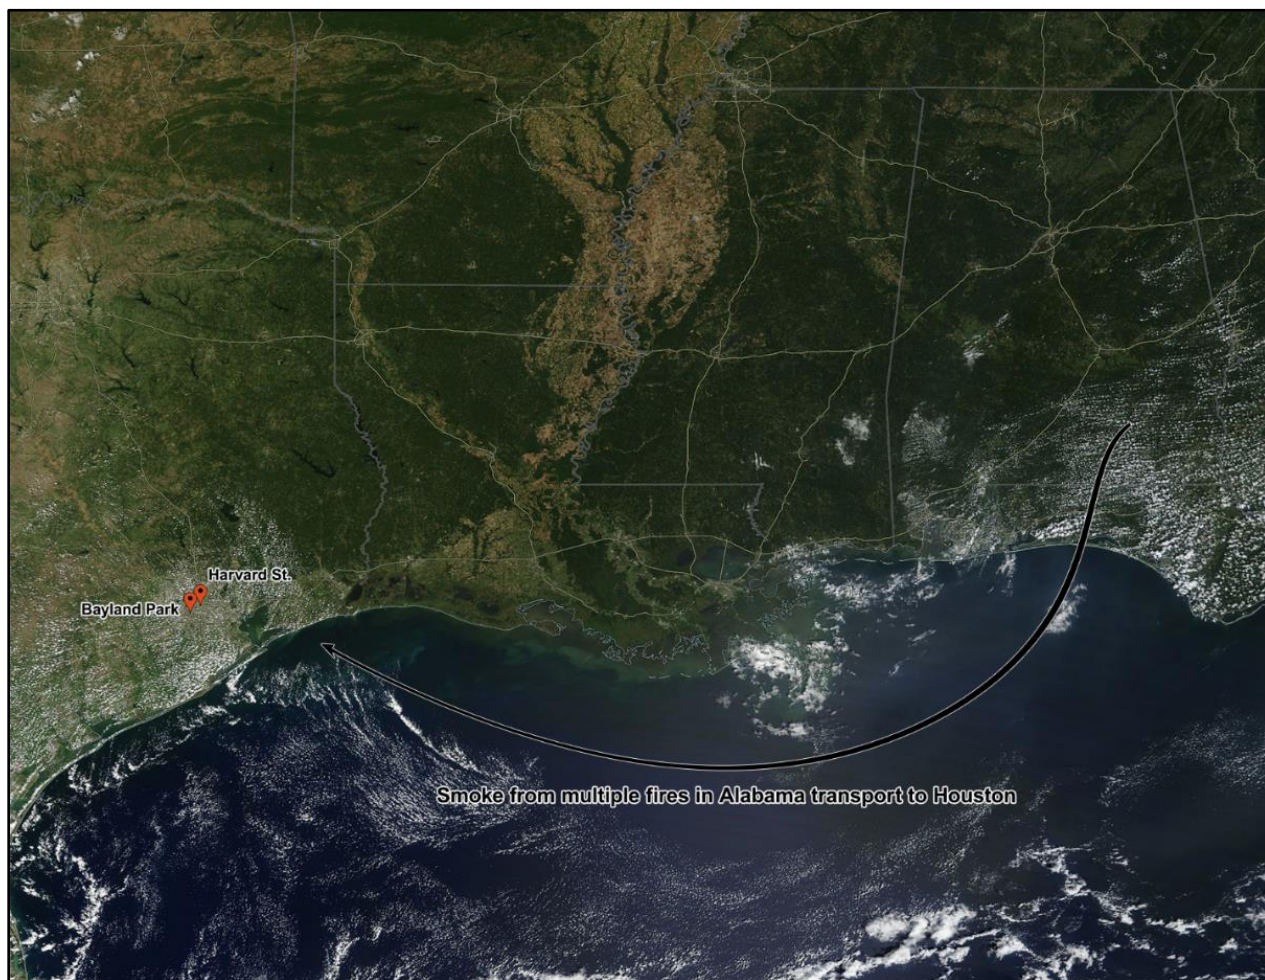 Harvard St.
Bayland Park
Smoke from multiple fires in Alabama transport to Houston